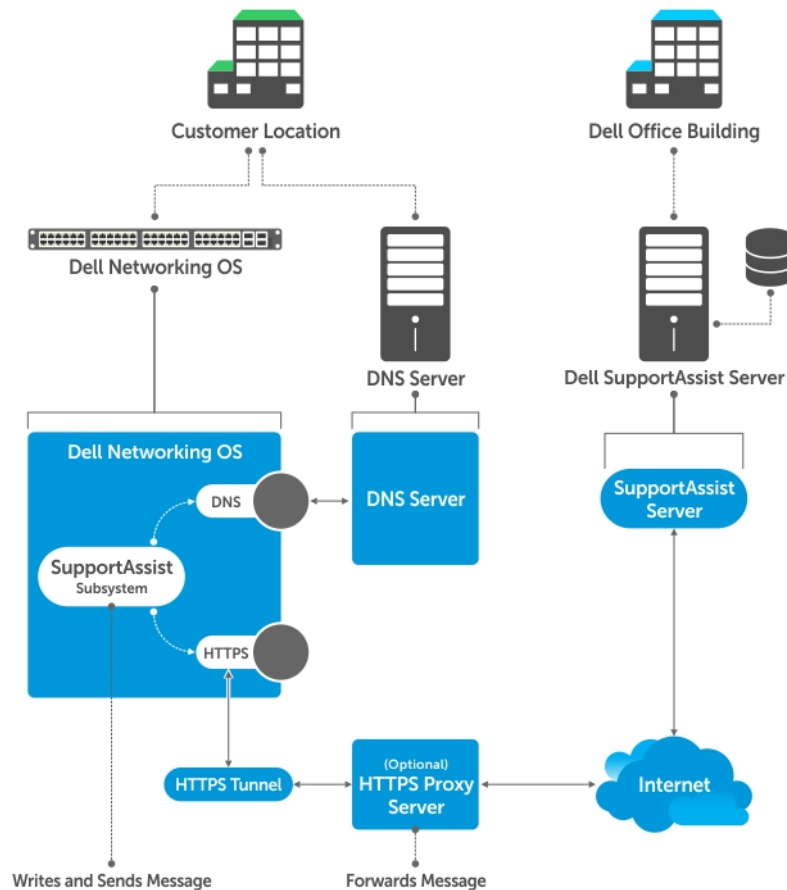 Customer Location
Dell Office Building
Dell Networking OS
DNS Server
Dell SupportAssist Server
Dell Networking OS
DNS
DNS Server
SupportAssist
Server
SupportAssist
Subsystem
HTTPS
HTTPS Tunnel
(Optional)
HTTPS Proxy
Server
Internet
Writes and Sends Message
Forwards Message